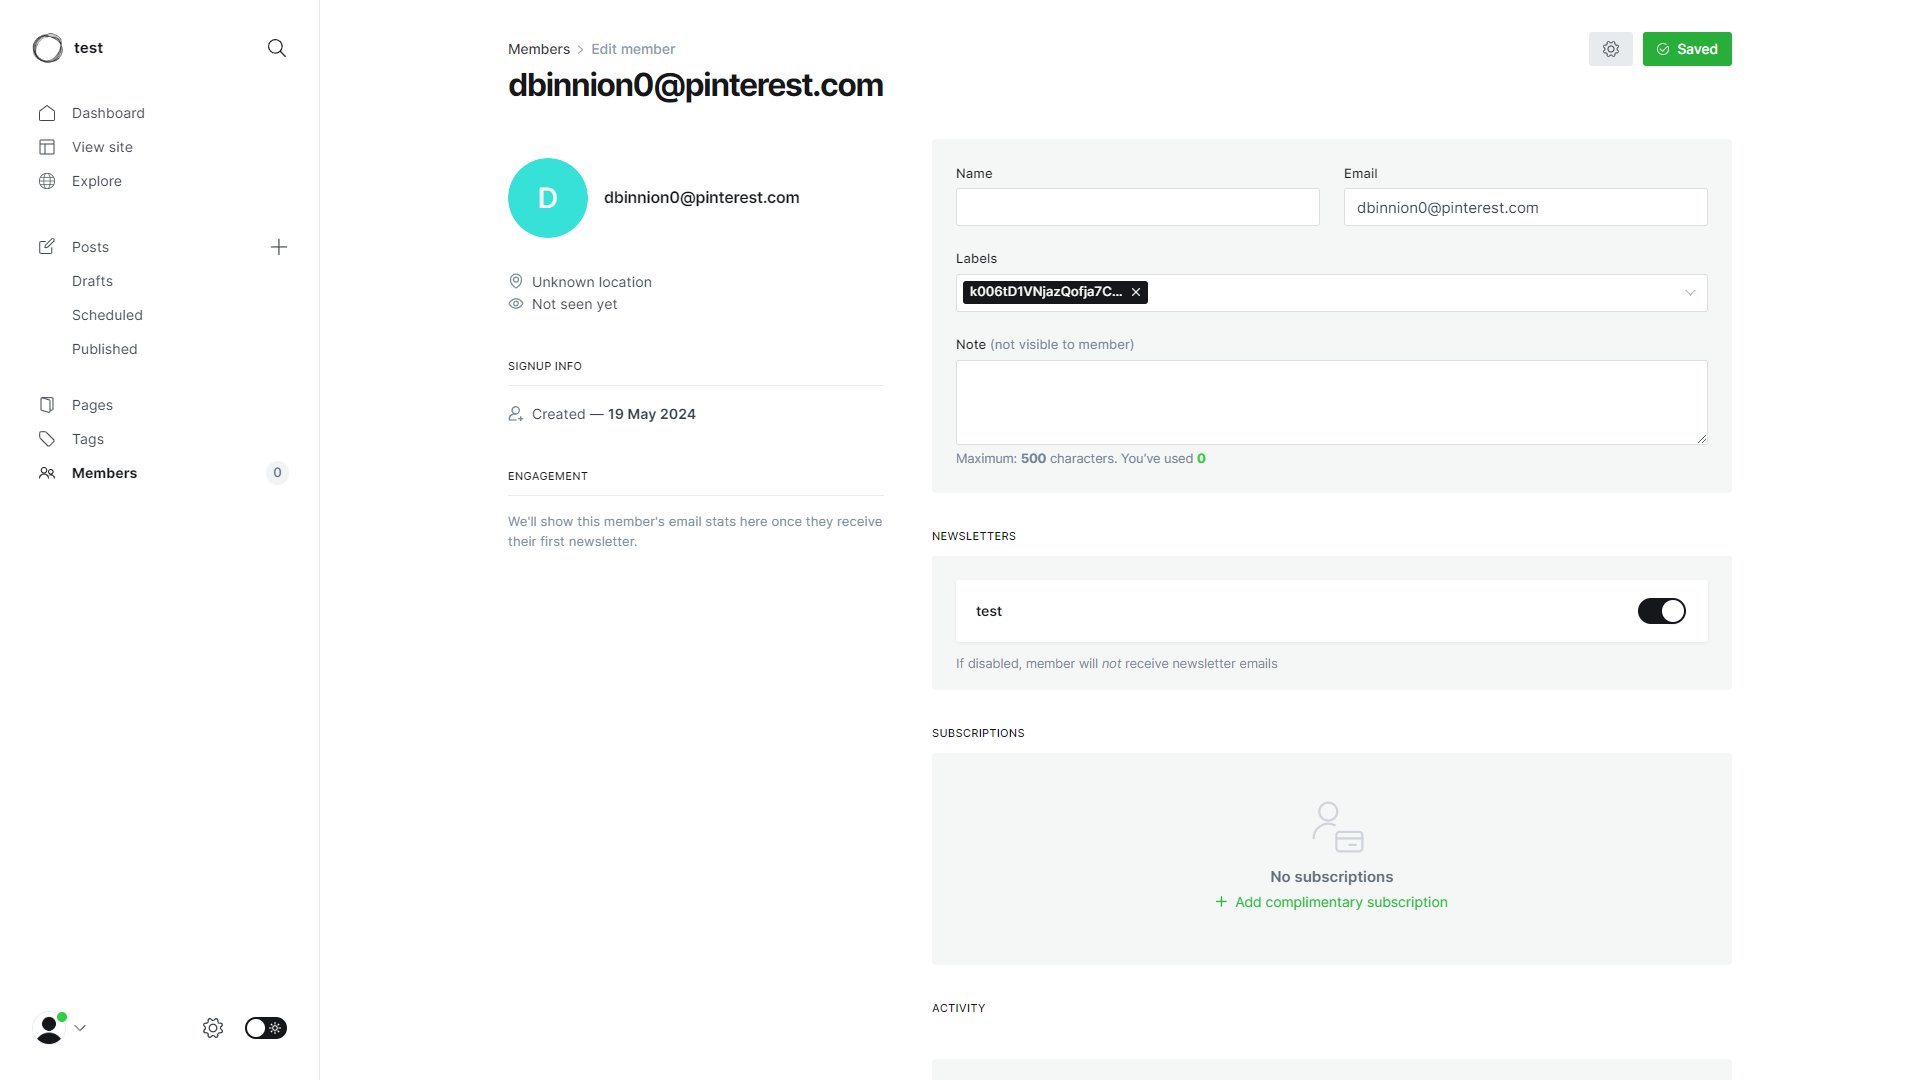 test
Dashboard
View site
Explore
Posts
Drafts
Scheduled
Published
Pages
Tags
Members
0
Members
Edit member
dbinnion0@pinterest.com
Saved
D
dbinnion0@pinterest.com
Unknown location
Not seen yet
SIGNUP INFO
Created — 19 May 2024
ENGAGEMENT
We'll show this member's email stats here once they receive
their first newsletter.
Name
Email
dbinnion0@pinterest.com
Labels
k006tD1VNjazQofja7C...
Note (not visible to member)
Maximum: 500 characters. You've used 0
NEWSLETTERS
test
If disabled, member will not receive newsletter emails
SUBSCRIPTIONS
No subscriptions
Add complimentary subscription
ACTIVITY